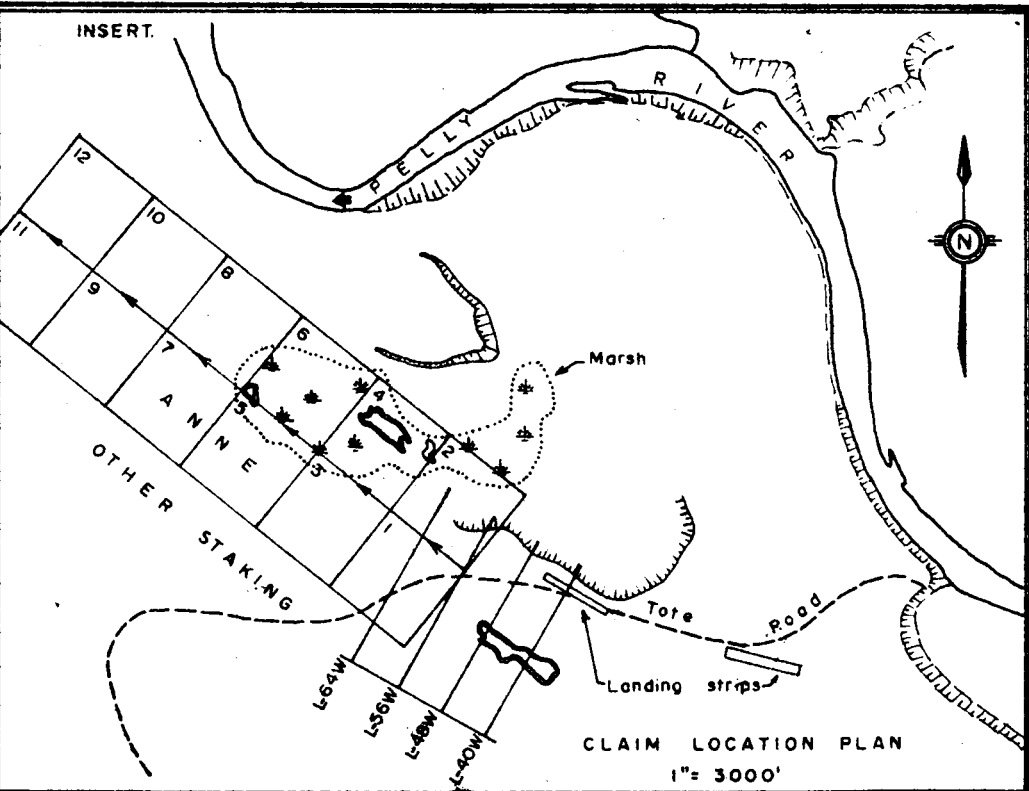 INSERT.
PELLY RIVER
N
12
10
8
6
4
2
11
9
7
5
3
1
ANNE
OTHER STAKING
Marsh
Tote Road
Landing strips
L-64W
L-56W
L-48W
L-40W
CLAIM LOCATION PLAN
1"= 3000'